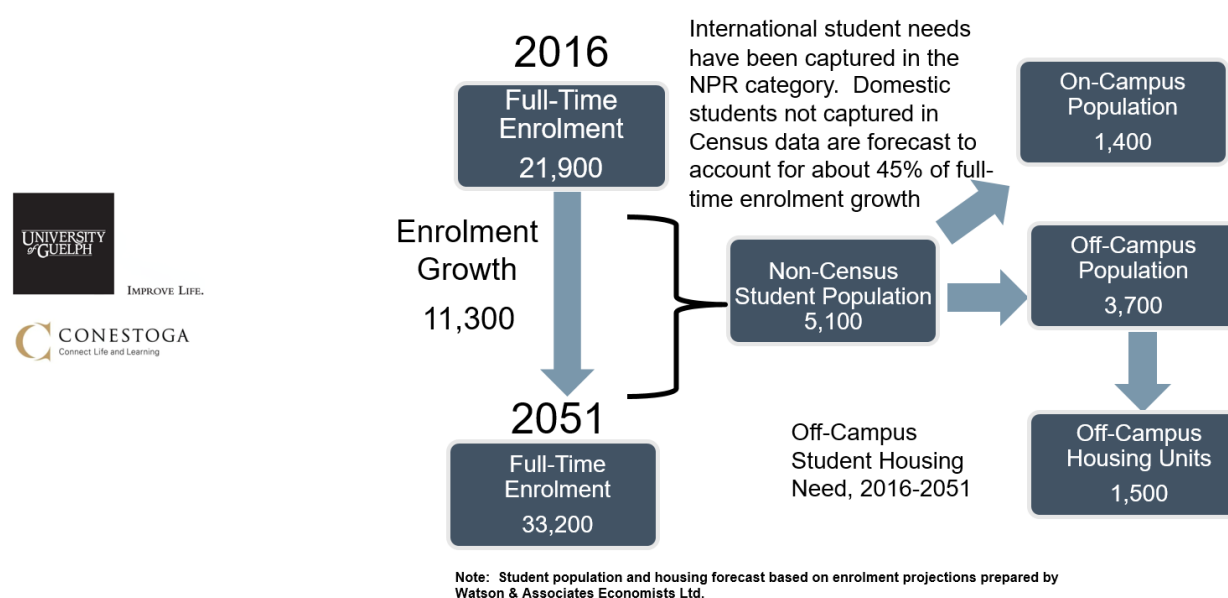 UNIVERSITY
of GUELPH
IMPROVE LIFE.
CONESTOGA
Connect Life and Learning
2016
Full-Time
Enrolment
21,900
Enrolment
Growth
11,300
2051
Full-Time
Enrolment
33,200
International student needs
have been captured in the
NPR category.  Domestic
students not captured in
Census data are forecast to
account for about 45% of full-
time enrolment growth
Non-Census
Student Population
5,100
On-Campus
Population
1,400
Off-Campus
Population
3,700
Off-Campus
Housing Units
1,500
Off-Campus
Student Housing
Need, 2016-2051
Note:  Student population and housing forecast based on enrolment projections prepared by
Watson & Associates Economists Ltd.